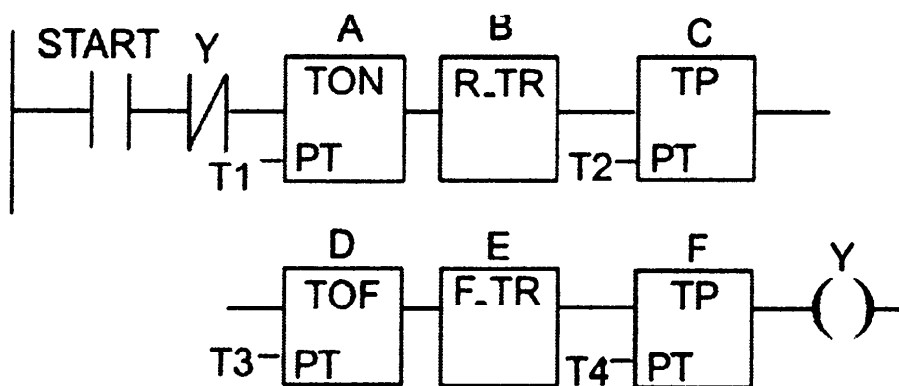 A B C
START Y
TON R_TR TP
T1 PT T2 PT
D E F Y
TOF F_TR TP
T3 PT T4 PT